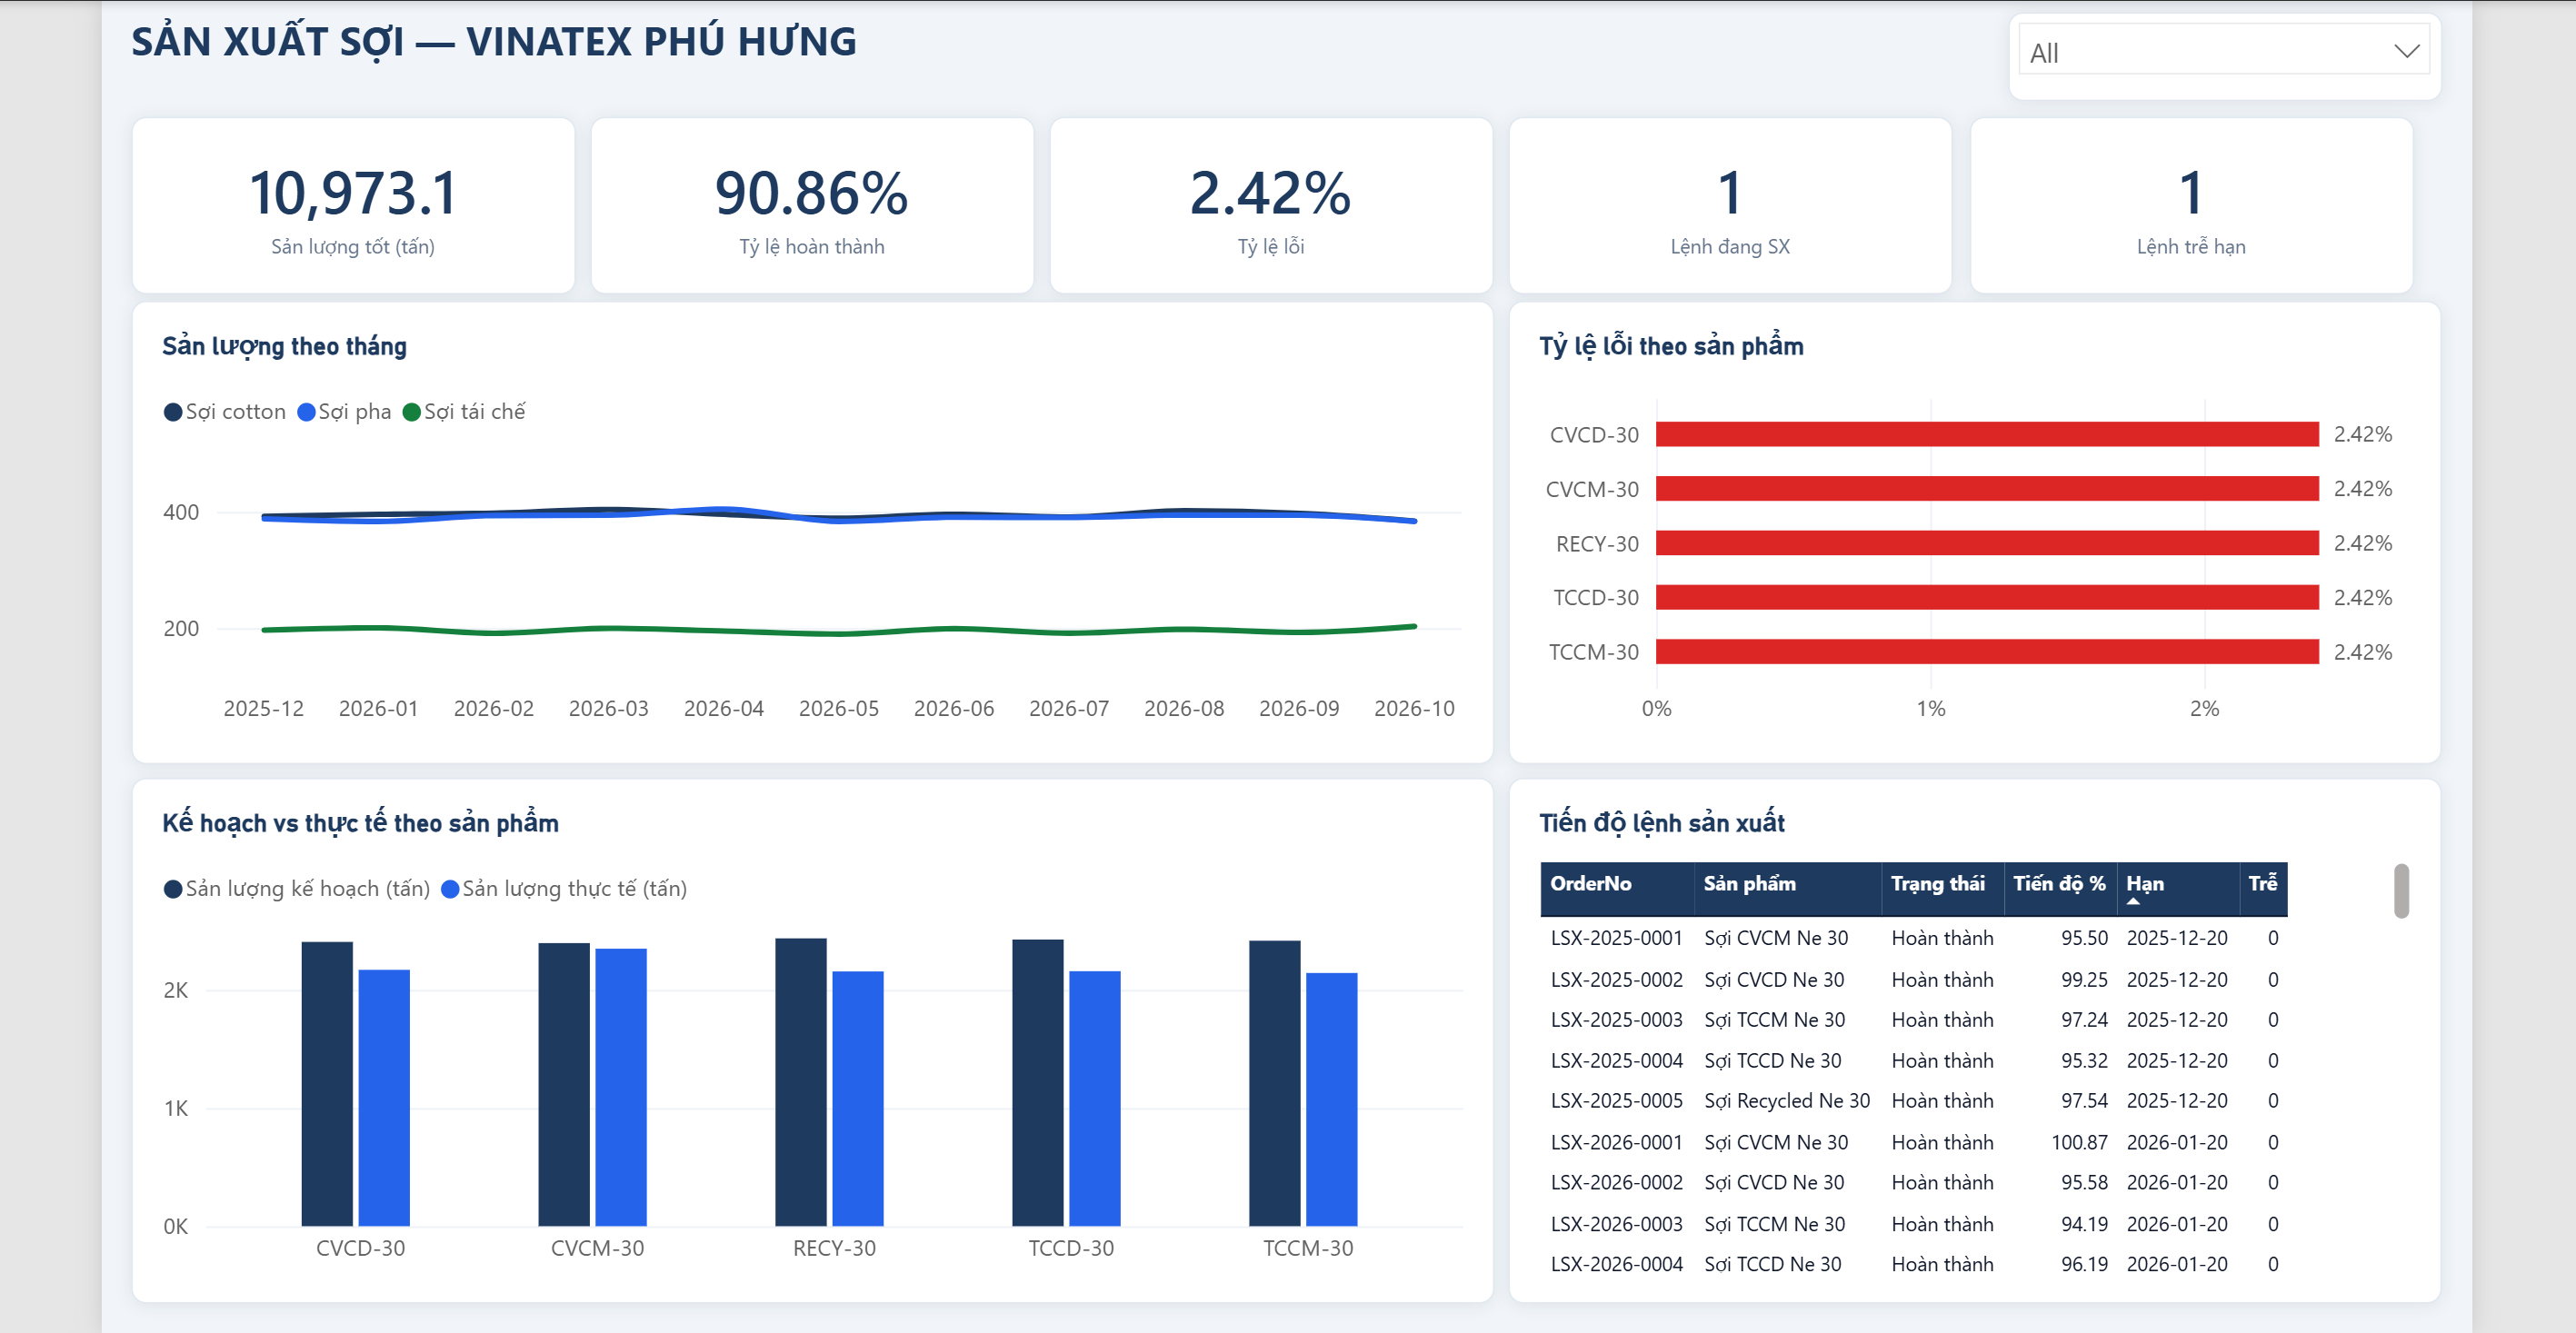 SẢN XUẤT SỢI — VINATEX PHÚ HƯNG
All
10,973.1
Sản lượng tốt (tấn)
90.86%
Tỷ lệ hoàn thành
2.42%
Tỷ lệ lỗi
1
Lệnh đang SX
1
Lệnh trễ hạn
Sản lượng theo tháng
Sợi cotton Sợi pha Sợi tái chế
400
200
2025-12 2026-01 2026-02 2026-03 2026-04 2026-05 2026-06 2026-07 2026-08 2026-09 2026-10
Tỷ lệ lỗi theo sản phẩm
CVCD-30 2.42%
CVCM-30 2.42%
RECY-30 2.42%
TCCD-30 2.42%
TCCM-30 2.42%
0% 1% 2%
Kế hoạch vs thực tế theo sản phẩm
Sản lượng kế hoạch (tấn) Sản lượng thực tế (tấn)
2K
1K
0K
CVCD-30 CVCM-30 RECY-30 TCCD-30 TCCM-30
Tiến độ lệnh sản xuất
OrderNo Sản phẩm Trạng thái Tiến độ % Hạn Trễ
LSX-2025-0001 Sợi CVCM Ne 30 Hoàn thành 95.50 2025-12-20 0
LSX-2025-0002 Sợi CVCD Ne 30 Hoàn thành 99.25 2025-12-20 0
LSX-2025-0003 Sợi TCCM Ne 30 Hoàn thành 97.24 2025-12-20 0
LSX-2025-0004 Sợi TCCD Ne 30 Hoàn thành 95.32 2025-12-20 0
LSX-2025-0005 Sợi Recycled Ne 30 Hoàn thành 97.54 2025-12-20 0
LSX-2026-0001 Sợi CVCM Ne 30 Hoàn thành 100.87 2026-01-20 0
LSX-2026-0002 Sợi CVCD Ne 30 Hoàn thành 95.58 2026-01-20 0
LSX-2026-0003 Sợi TCCM Ne 30 Hoàn thành 94.19 2026-01-20 0
LSX-2026-0004 Sợi TCCD Ne 30 Hoàn thành 96.19 2026-01-20 0